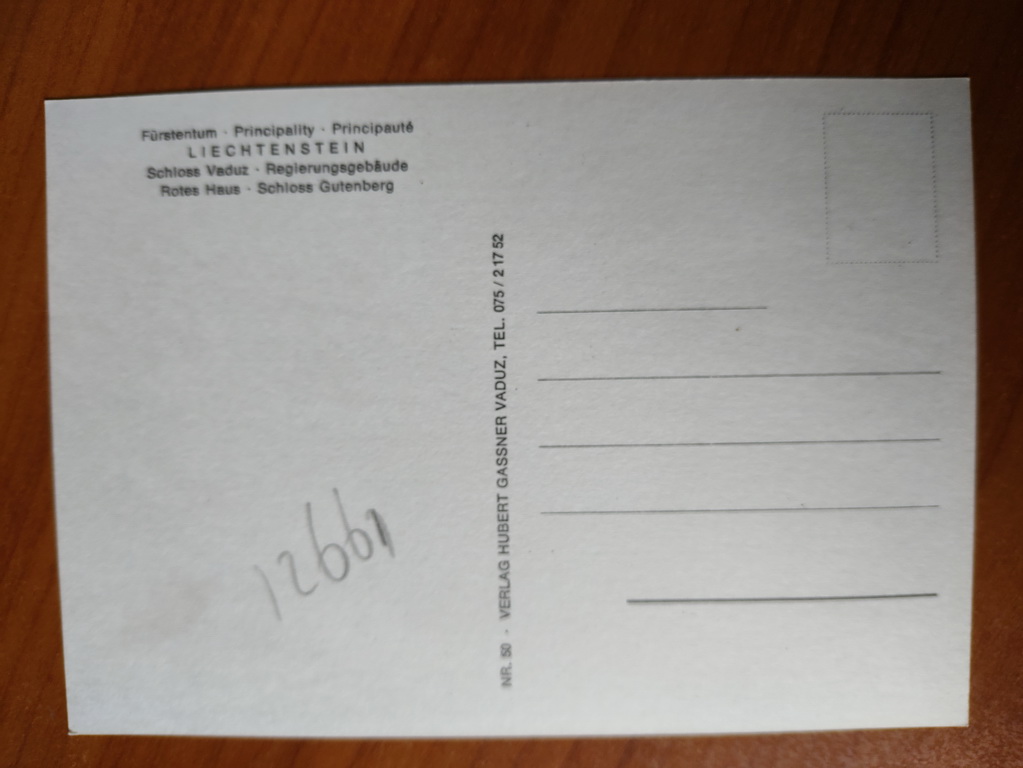 Fürstentum · Principality · Principauté
LIECHTENSTEIN
Schloss Vaduz · Regierungsgebäude
Rotes Haus · Schloss Gutenberg
NR. 50 - VERLAG HUBERT GASSNER VADUZ, TEL. 075 / 2 17 52
12661